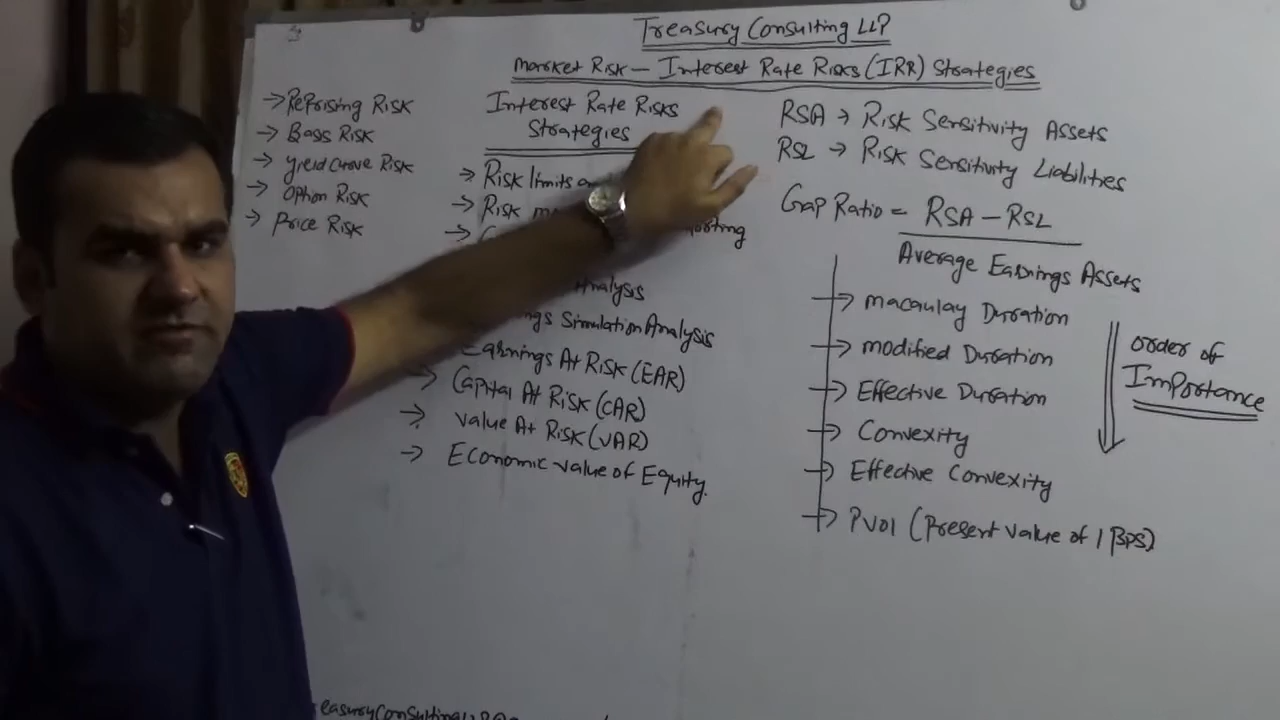 Treasury Consulting LLP
Market Risk - Interest Rate Risks (IRR) Strategies
→ RePrising Risk
→ Bass Risk
→ Yield Curve Risk
→ Option Risk
→ Price Risk
Interest Rate Risks
Strategies
→ Risk limits
→ Risk
→
Analysis
Simulation Analysis
Earnings At Risk (EAR)
→ Capital At Risk (CAR)
→ Value At Risk (VAR)
→ Economic Value of Equity.
RSA → Risk Sensitivity Assets
RSL → Risk Sensitivity Liabilities
Gap Ratio = RSA - RSL
Average Earnings Assets
→ Macaulay Duration
→ Modified Duration
→ Effective Duration
→ Convexity
→ Effective Convexity
→ PV01 (Present Value of 1 BPS)
Order of
Importance